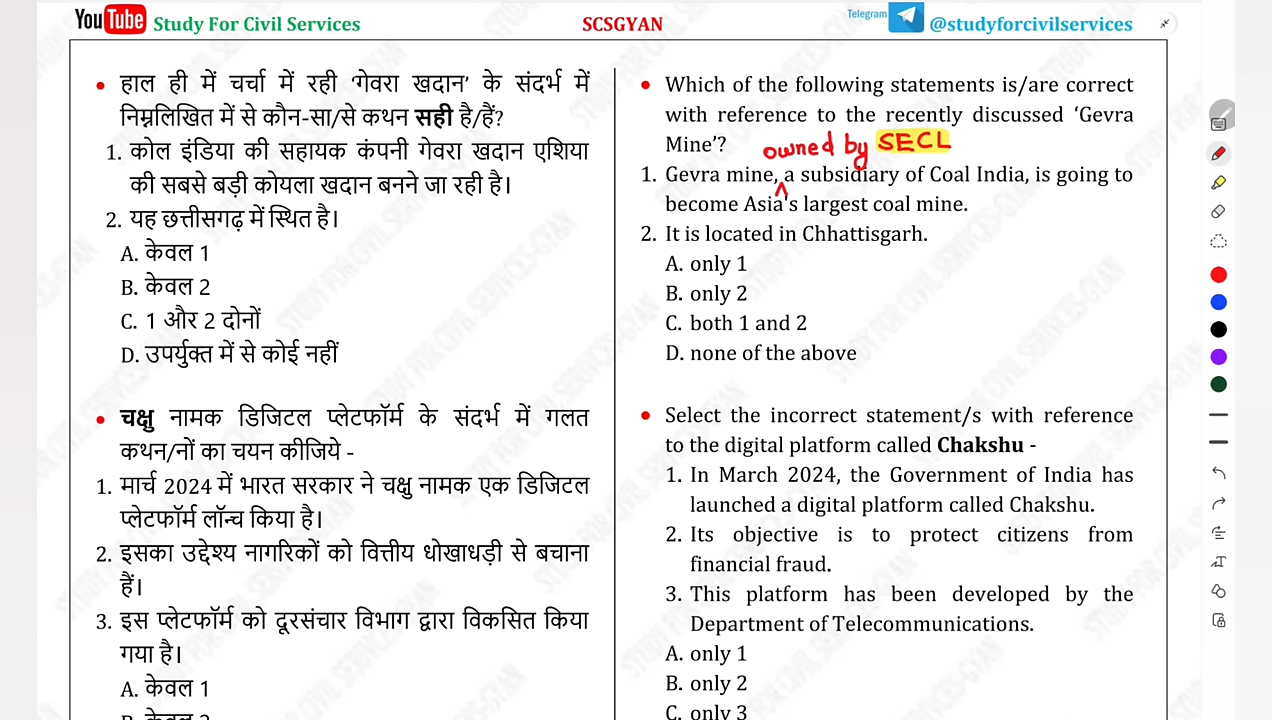 YouTube Study For Civil Services
SCSGYAN
Telegram
@studyforcivilservices
• हाल ही में चर्चा में रही ‘गेवरा खदान’ के संदर्भ में
निम्नलिखित में से कौन-सा/से कथन सही है/हैं?
1. कोल इंडिया की सहायक कंपनी गेवरा खदान एशिया
की सबसे बड़ी कोयला खदान बनने जा रही है।
2. यह छत्तीसगढ़ में स्थित है।
A. केवल 1
B. केवल 2
C. 1 और 2 दोनों
D. उपर्युक्त में से कोई नहीं
• चक्षु नामक डिजिटल प्लेटफॉर्म के संदर्भ में गलत
कथन/नों का चयन कीजिये -
1. मार्च 2024 में भारत सरकार ने चक्षु नामक एक डिजिटल
प्लेटफॉर्म लॉन्च किया है।
2. इसका उद्देश्य नागरिकों को वित्तीय धोखाधड़ी से बचाना
हैं।
3. इस प्लेटफॉर्म को दूरसंचार विभाग द्वारा विकसित किया
गया है।
A. केवल 1
• Which of the following statements is/are correct
with reference to the recently discussed ‘Gevra
Mine’?
owned by SECL
1. Gevra mine, a subsidiary of Coal India, is going to
become Asia's largest coal mine.
2. It is located in Chhattisgarh.
A. only 1
B. only 2
C. both 1 and 2
D. none of the above
• Select the incorrect statement/s with reference
to the digital platform called Chakshu -
1. In March 2024, the Government of India has
launched a digital platform called Chakshu.
2. Its objective is to protect citizens from
financial fraud.
3. This platform has been developed by the
Department of Telecommunications.
A. only 1
B. only 2
C. only 3